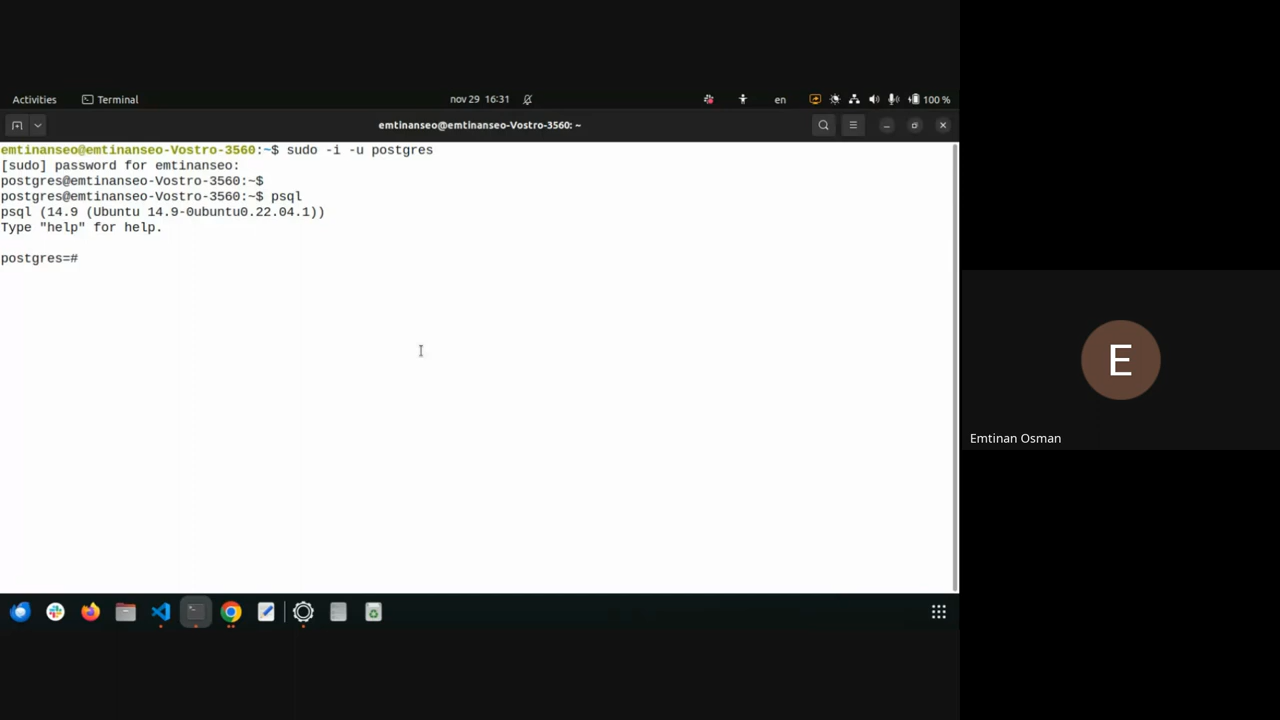 Activities
Terminal
nov 29 16:31
en
100 %
emtinanseo@emtinanseo-Vostro-3560: ~
emtinanseo@emtinanseo-Vostro-3560:~$ sudo -i -u postgres
[sudo] password for emtinanseo:
postgres@emtinanseo-Vostro-3560:~$
postgres@emtinanseo-Vostro-3560:~$ psql
psql (14.9 (Ubuntu 14.9-0ubuntu0.22.04.1))
Type "help" for help.
postgres=#
E
Emtinan Osman